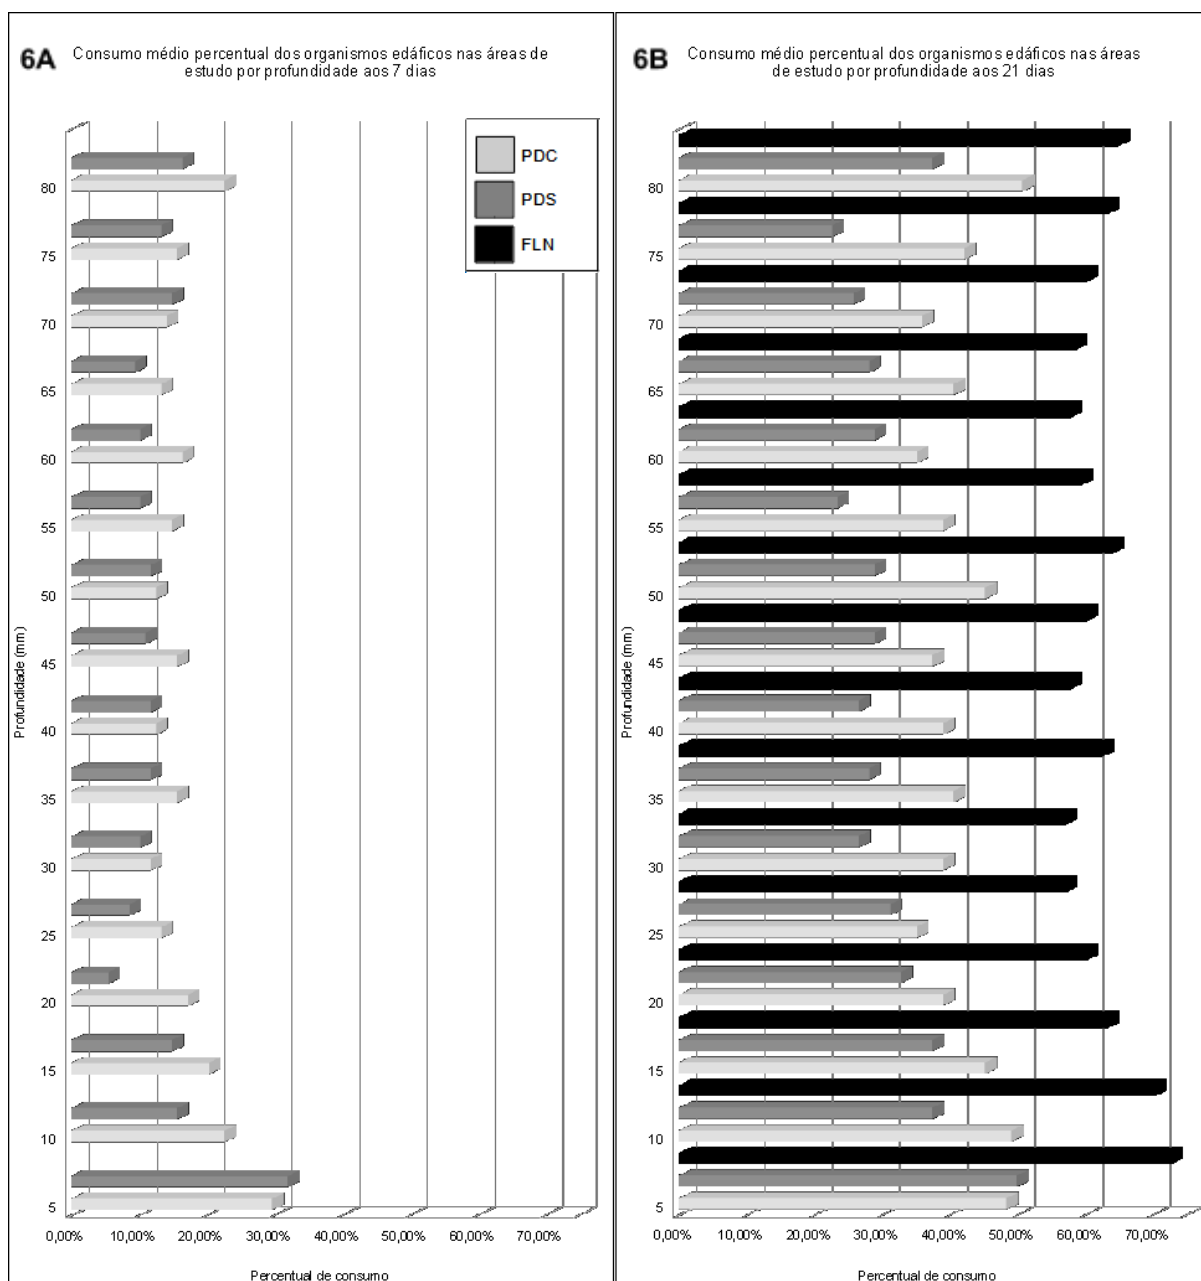 6A Consumo médio percentual dos organismos edáficos nas áreas de
estudo por profundidade aos 7 dias
PDC
PDS
FLN
80
75
70
65
60
55
50
45
40
35
30
25
20
15
10
5
Profundidade (mm)
0,00% 10,00% 20,00% 30,00% 40,00% 50,00% 60,00% 70,00%
Percentual de consumo
6B Consumo médio percentual dos organismos edáficos nas áreas
de estudo por profundidade aos 21 dias
80
75
70
65
60
55
50
45
40
35
30
25
20
15
10
5
Profundidade (mm)
0,00% 10,00% 20,00% 30,00% 40,00% 50,00% 60,00% 70,00%
Percentual de consumo